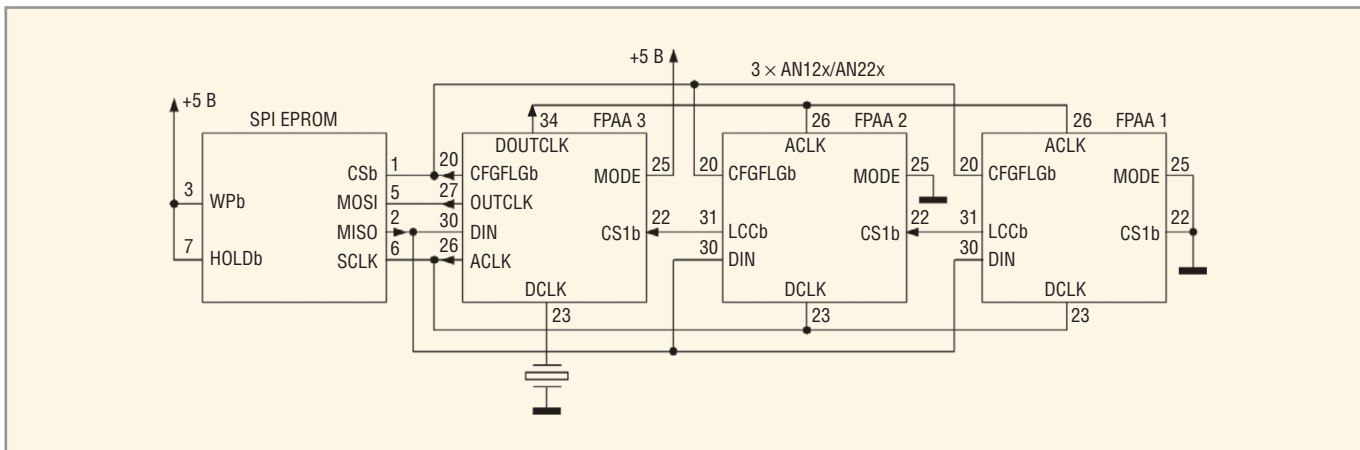 +5 В
3 × AN12x/AN22x
+5 В
SPI EPROM
34
FPAA 3
26
FPAA 2
26
FPAA 1
DOUTCLK
ACLK
ACLK
CSb
1
20
CFGFLGb
MODE
25
20
CFGFLGb
MODE
25
20
CFGFLGb
MODE
25
3
WPb
MOSI
5
27
OUTCLK
MISO
2
30
DIN
CS1b
22
31
LCCb
CS1b
22
31
LCCb
CS1b
22
7
HOLDb
SCLK
6
26
ACLK
30
DIN
30
DIN
DCLK
DCLK
DCLK
23
23
23